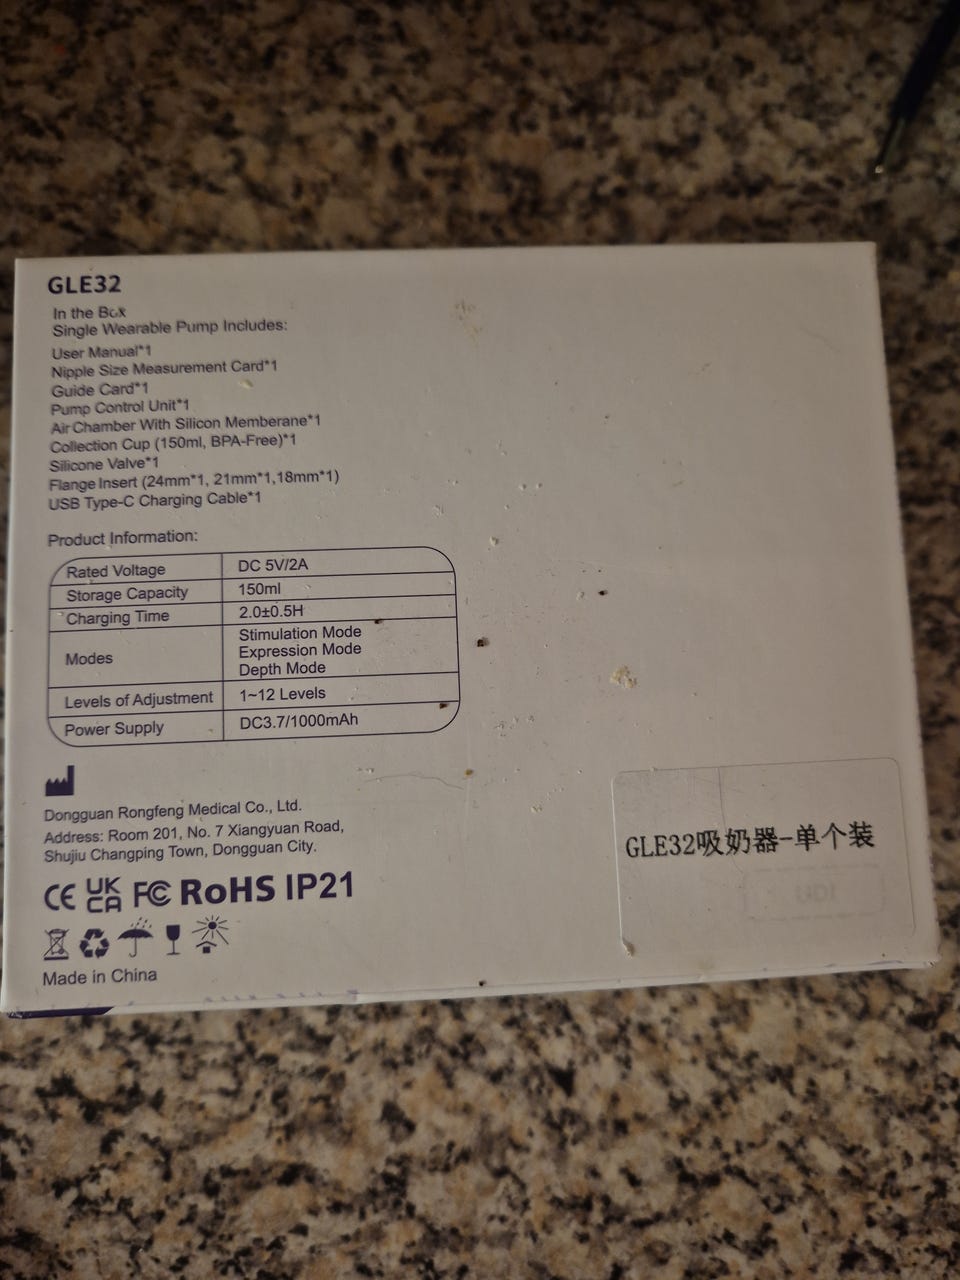 GLE32
In the Box
Single Wearable Pump Includes:
User Manual*1
Nipple Size Measurement Card*1
Guide Card*1
Pump Control Unit*1
Air Chamber With Silicon Memberane*1
Collection Cup (150ml, BPA-Free)*1
Silicone Valve*1
Flange Insert (24mm*1, 21mm*1,18mm*1)
USB Type-C Charging Cable*1
Product Information:
Rated Voltage DC 5V/2A
Storage Capacity 150ml
Charging Time 2.0±0.5H
Modes Stimulation Mode
Expression Mode
Depth Mode
Levels of Adjustment 1~12 Levels
Power Supply DC3.7/1000mAh
Dongguan Rongfeng Medical Co., Ltd.
Address: Room 201, No. 7 Xiangyuan Road,
Shujiu Changping Town, Dongguan City.
CE UKCA FC RoHS IP21
Made in China
GLE32吸奶器-单个装